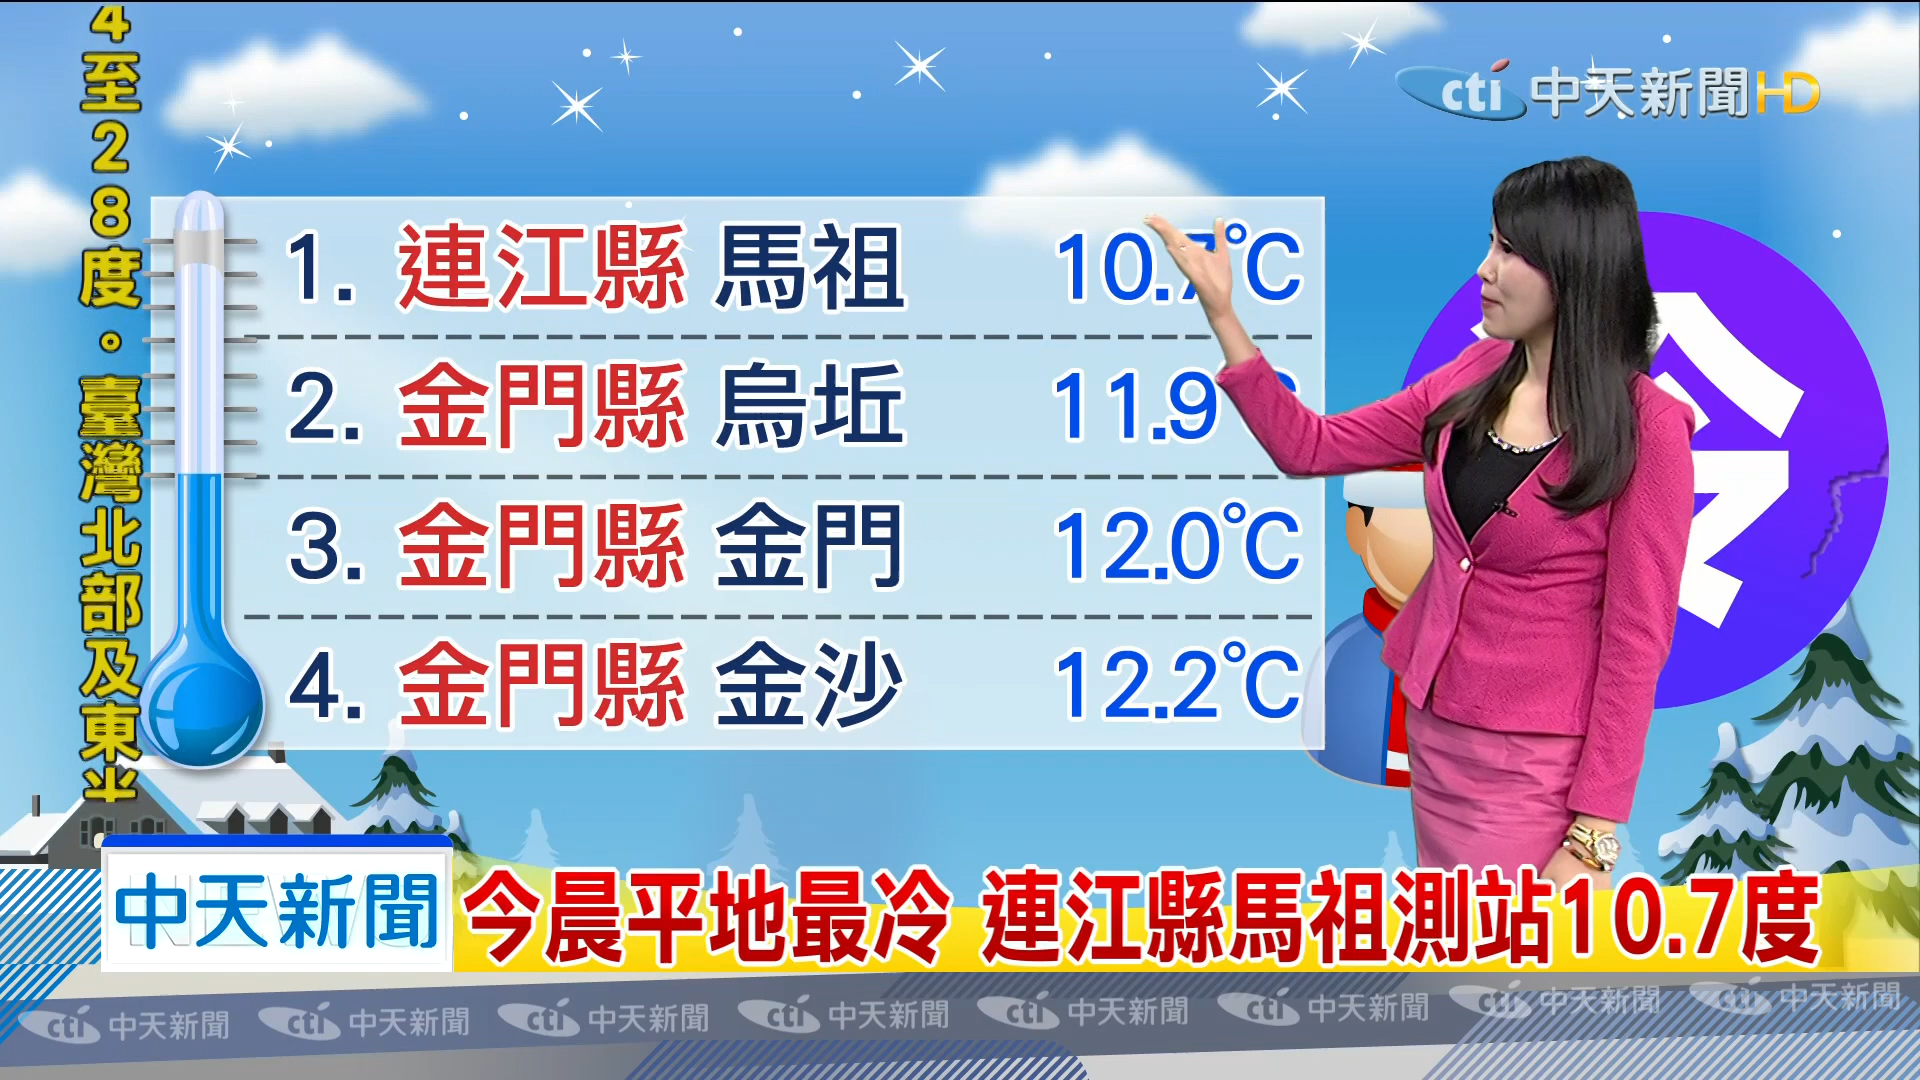 4至28度。臺灣北部及東半
cti 中天新聞HD
1. 連江縣 馬祖 10.7℃
2. 金門縣 烏坵 11.9℃
3. 金門縣 金門 12.0℃
4. 金門縣 金沙 12.2℃
冷
中天新聞 今晨平地最冷 連江縣馬祖測站10.7度
cti 中天新聞 cti 中天新聞 cti 中天新聞 cti 中天新聞 cti 中天新聞 cti 中天新聞 cti 中天新聞 cti 中天新聞